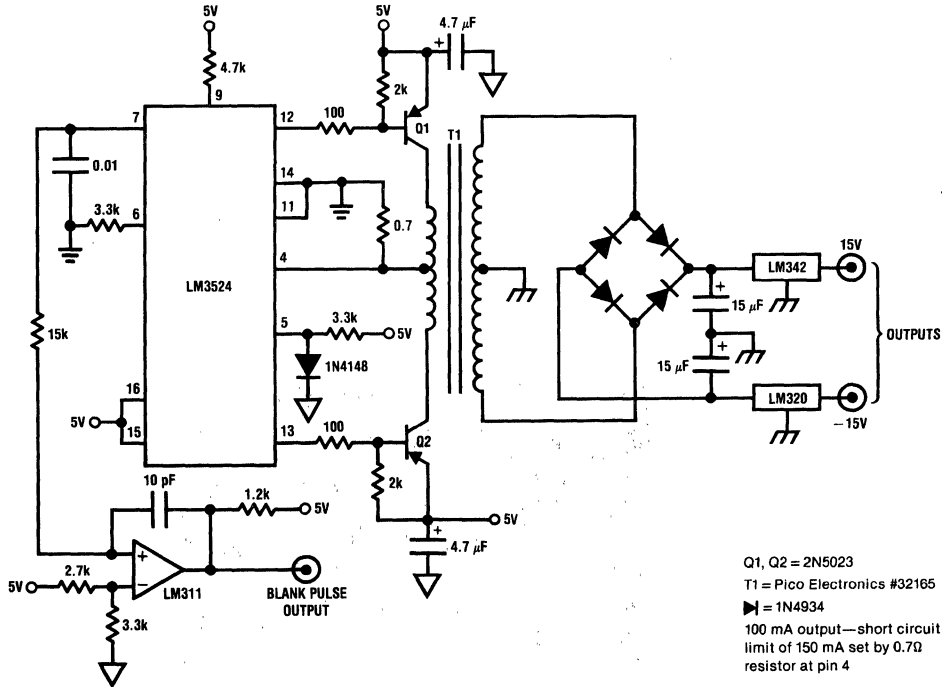 5V
5V
4.7 µF
+
4.7k
2k
9
7
12
100
Q1
T1
0.01
14
11
3.3k
6
0.7
LM3524
4
15V
LM342
+
15 µF
15k
5
3.3k
5V
OUTPUTS
1N4148
+
15 µF
16
5V
15
LM320
−15V
13
100
Q2
10 pF
2k
1.2k
5V
5V
+
4.7 µF
+
2.7k
5V
−
LM311
BLANK PULSE
OUTPUT
3.3k
Q1, Q2 = 2N5023
T1 = Pico Electronics #32165
= 1N4934
100 mA output—short circuit
limit of 150 mA set by 0.7Ω
resistor at pin 4